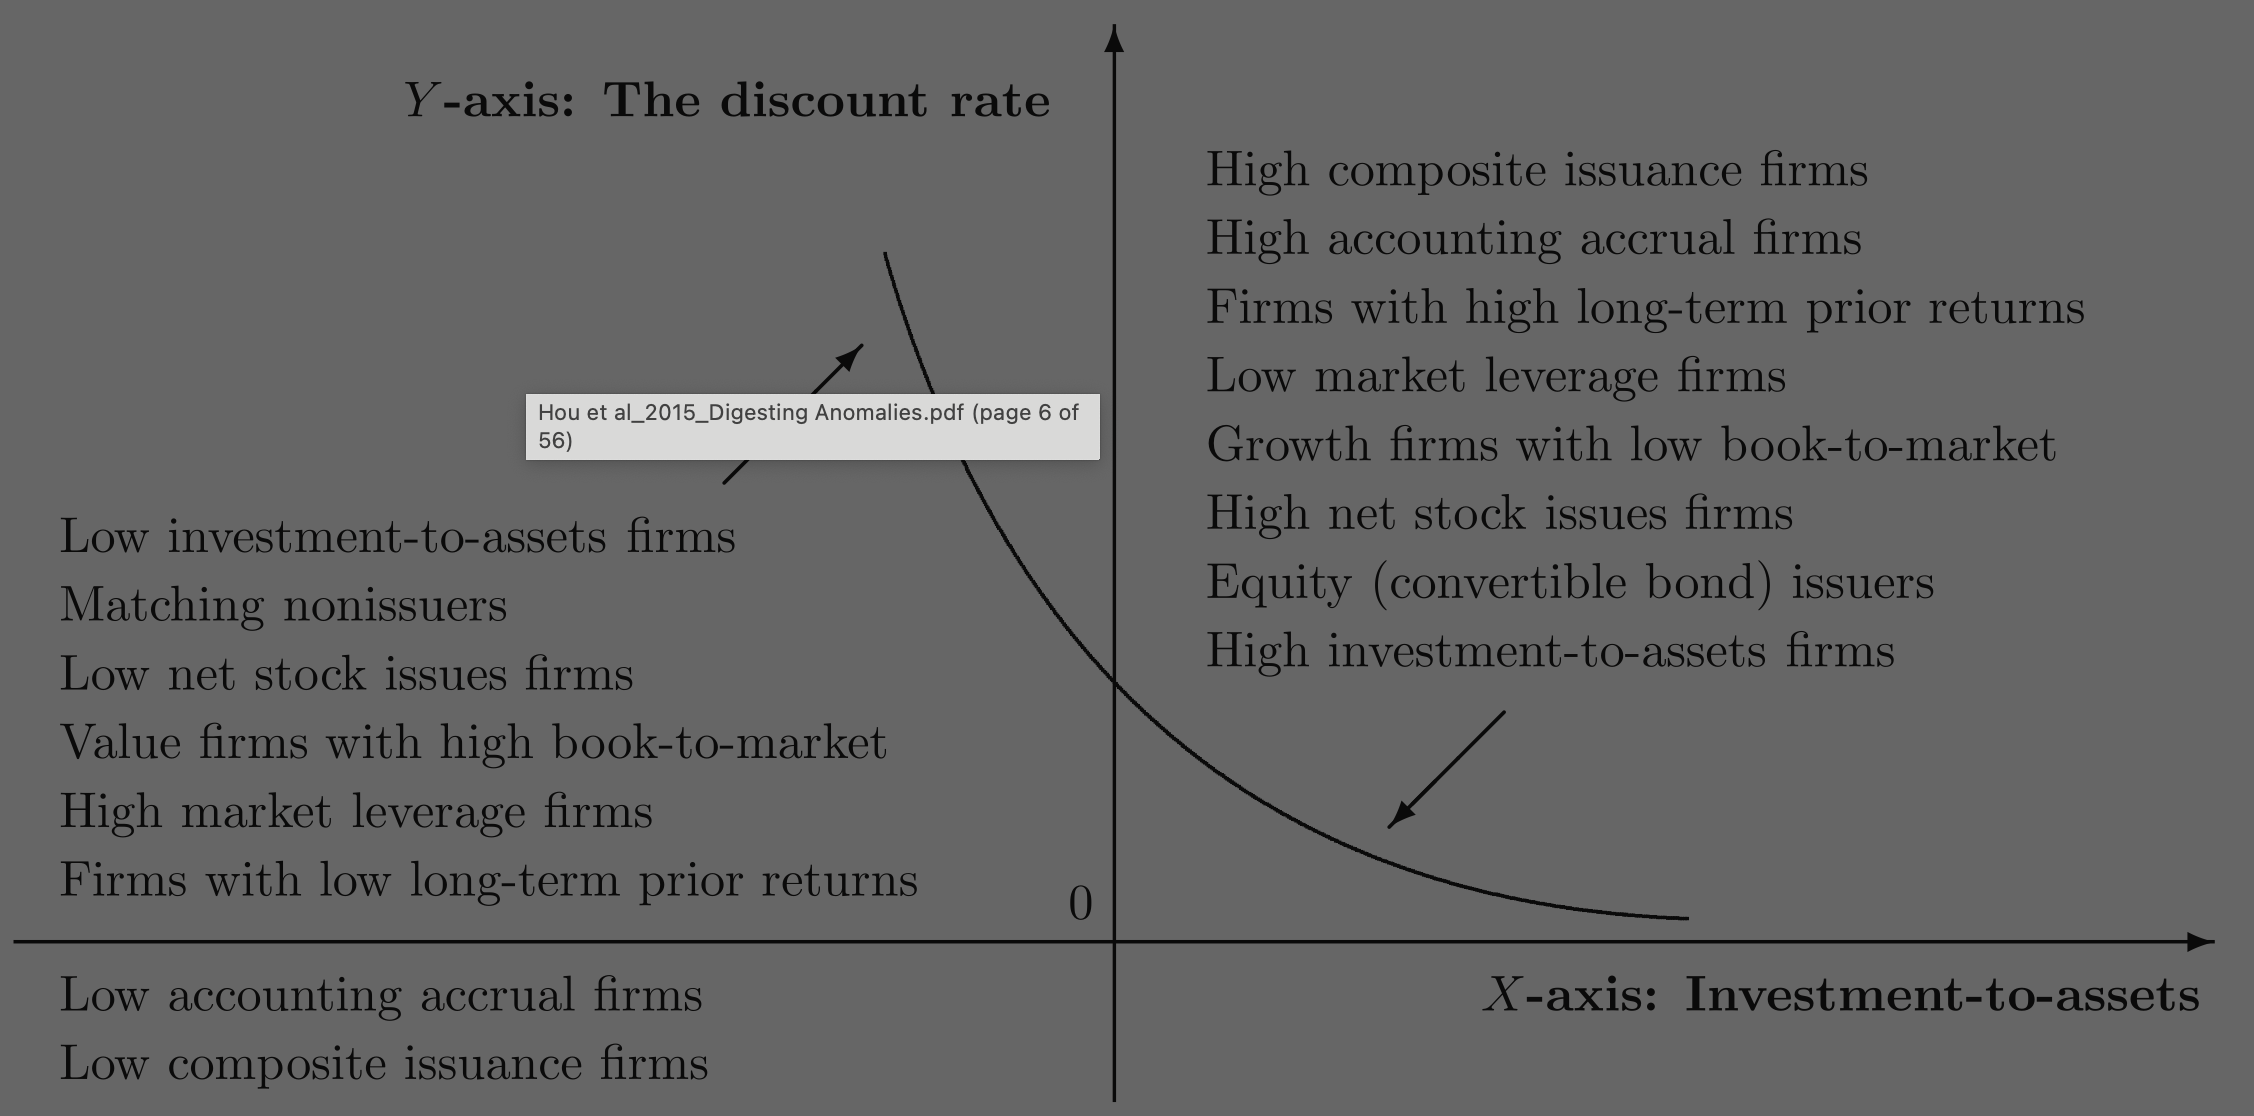 Y-axis: The discount rate
High composite issuance firms
High accounting accrual firms
Firms with high long-term prior returns
Low market leverage firms
Growth firms with low book-to-market
High net stock issues firms
Equity (convertible bond) issuers
High investment-to-assets firms
Hou et al_2015_Digesting Anomalies.pdf (page 6 of
56)
Low investment-to-assets firms
Matching nonissuers
Low net stock issues firms
Value firms with high book-to-market
High market leverage firms
Firms with low long-term prior returns
0
Low accounting accrual firms
Low composite issuance firms
X-axis: Investment-to-assets